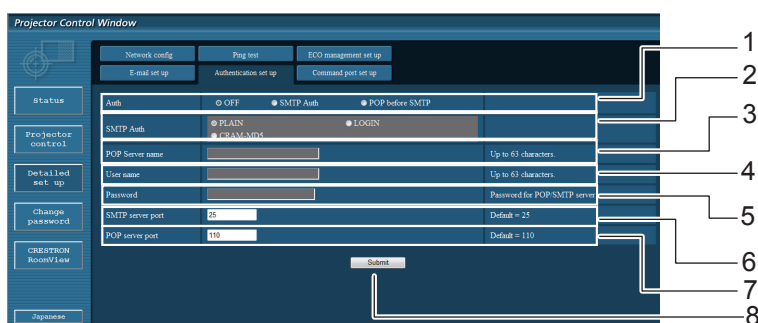 Projector Control Window
Network config Ping test ECO management set up
E-mail set up Authentication set up Command port set up
Status
Projector control
Detailed set up
Change password
CRESTRON RoomView
Japanese
Auth OFF SMTP Auth POP before SMTP
SMTP Auth PLAIN LOGIN
CRAM-MD5
POP Server name Up to 63 characters.
User name Up to 63 characters.
Password Password for POP/SMTP server
SMTP server port 25 Default = 25
POP server port 110 Default = 110
Submit
1
2
3
4
5
6
7
8